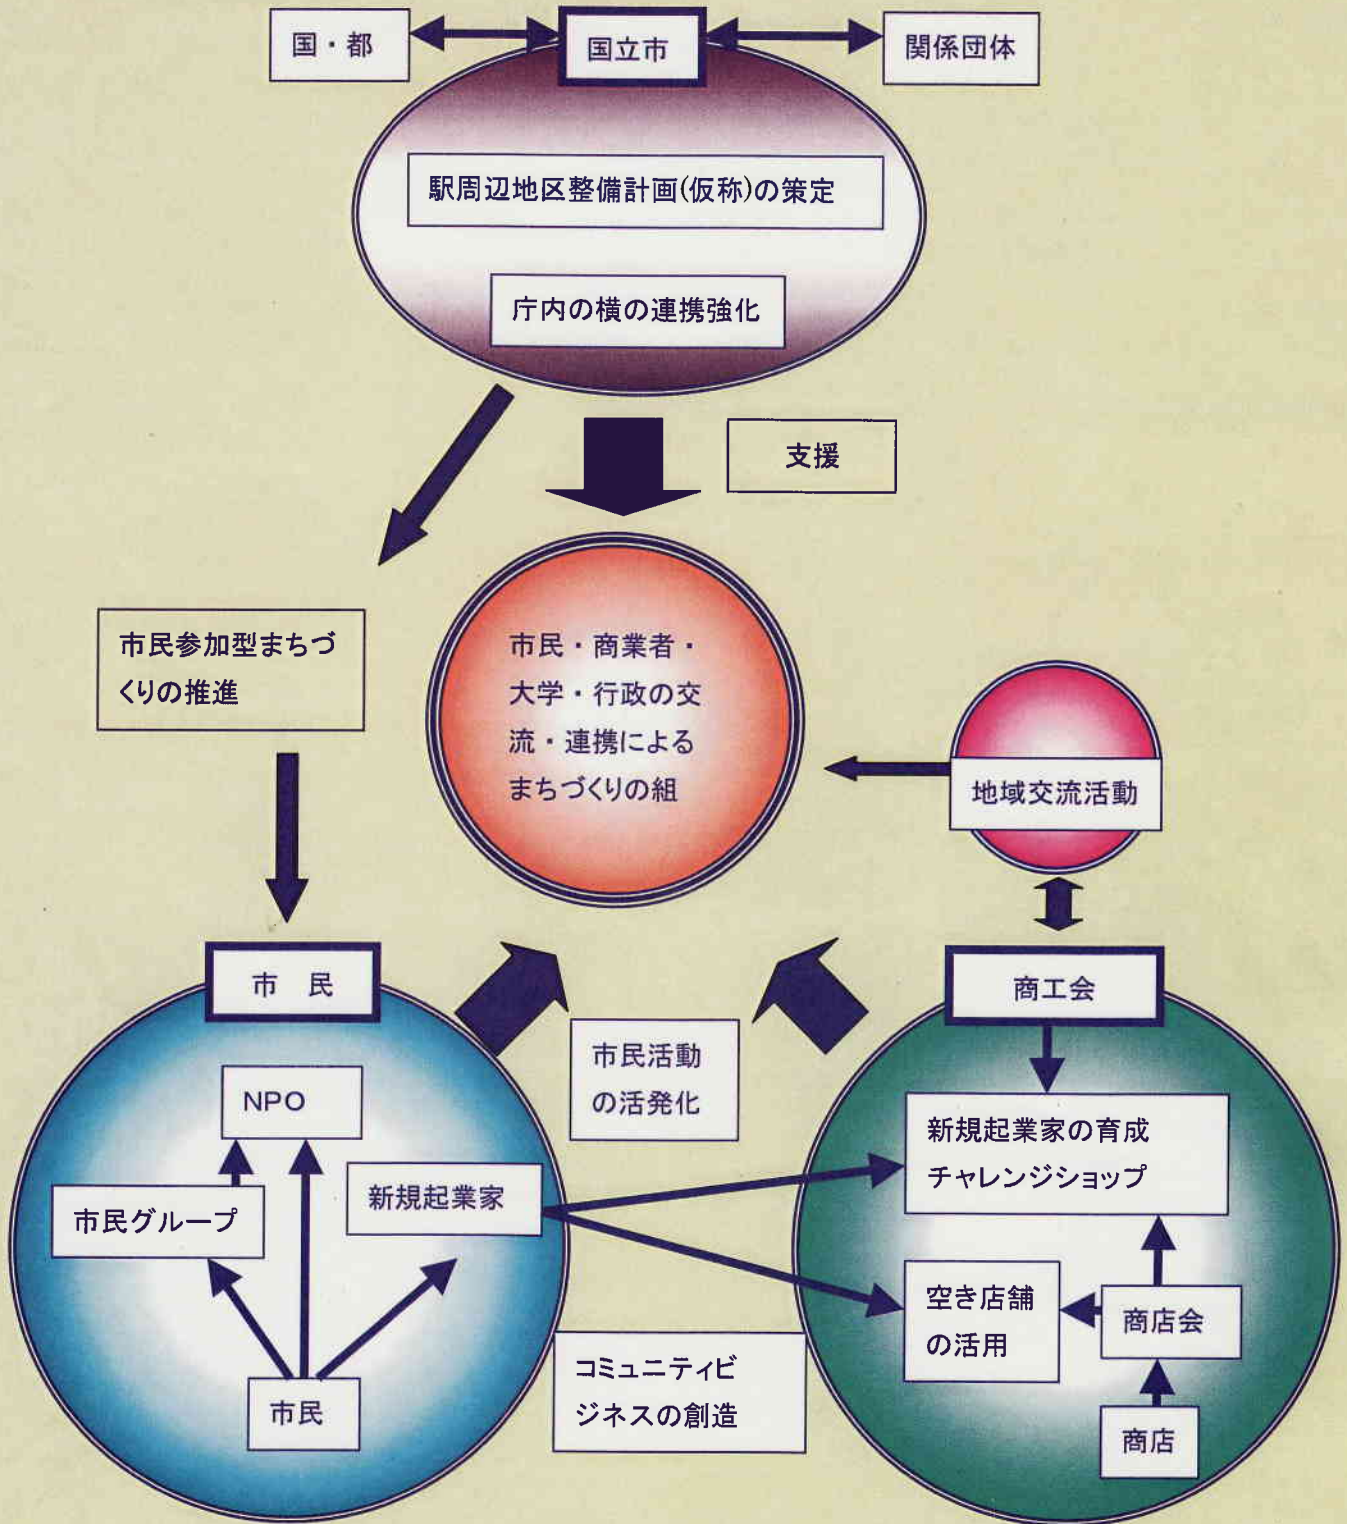 国・都
国立市
関係団体
駅周辺地区整備計画(仮称)の策定
庁内の横の連携強化
支援
市民参加型まちづ
くりの推進
市民・商業者・
大学・行政の交
流・連携による
まちづくりの組
地域交流活動
市　民
商工会
市民活動
の活発化
NPO
新規起業家
市民グループ
市民
新規起業家の育成
チャレンジショップ
空き店舗
の活用
商店会
商店
コミュニティビ
ジネスの創造